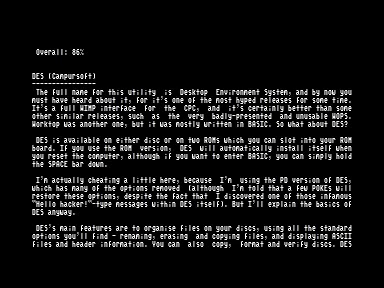 Overall: 86%
DES (Campursoft)
----------------
The full name for this utility is Desktop Environment System, and by now you
must have heard about it, for it's one of the most hyped releases for some time.
It's a full WIMP interface for the CPC, and it's certainly better than some
other similar releases, such as the very badly-presented and unusable WOPS.
Worktop was another one, but it was mostly written in BASIC. So what about DES?
DES is available on either disc or on two ROMs which you can slot into your ROM
board. If you use the ROM version, DES will automatically install itself when
you reset the computer, although if you want to enter BASIC, you can simply hold
the SPACE bar down.
I'm actually cheating a little here, because I'm using the PD version of DES,
which has many of the options removed (although I'm told that a few POKEs will
restore these options, despite the fact that I discovered one of those infamous
"Hello hacker!"-type messages within DES itself). But I'll explain the basics of
DES anyway.
DES's main features are to organise files on your discs, using all the standard
options you'll find - renaming, erasing and copying files, and displaying ASCII
files and header information. You can also copy, format and verify discs. DES